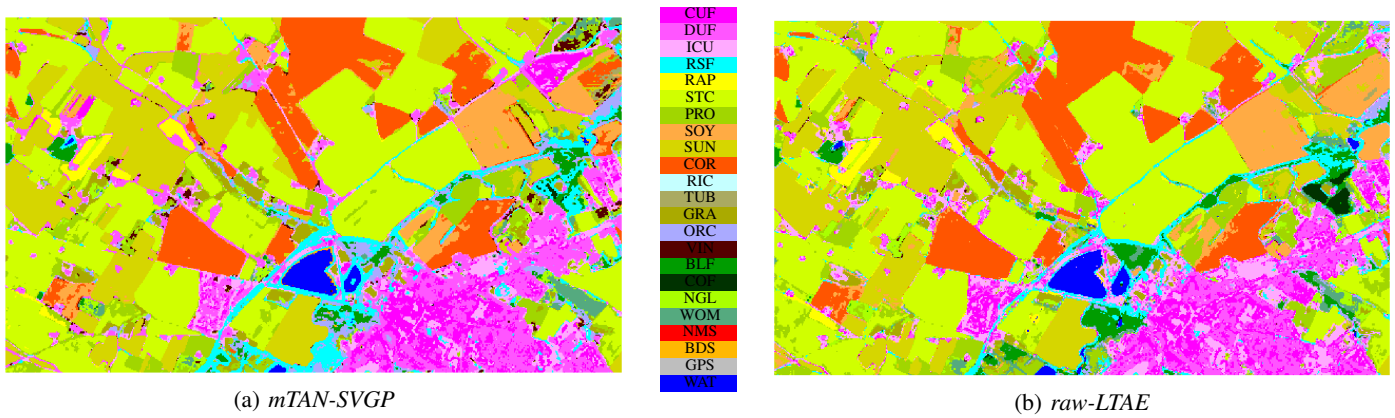 CUF
DUF
ICU
RSF
RAP
STC
PRO
SOY
SUN
COR
RIC
TUB
GRA
ORC
VIN
BLF
COF
NGL
WOM
NMS
BDS
GPS
WAT
(a) mTAN-SVGP
(b) raw-LTAE